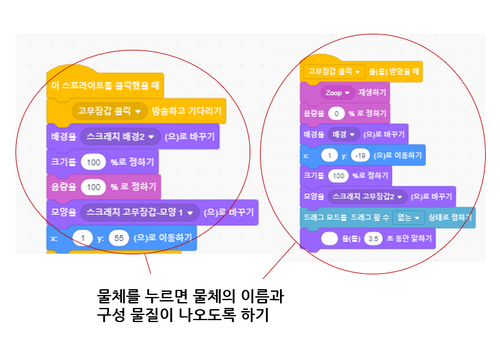 이 스프라이트를 클릭했을 때
고무장갑 클릭 방송하고 기다리기
배경을 스크래치 배경2 (으)로 바꾸기
크기를 100 %로 정하기
음량을 100 %로 정하기
모양을 스크래치 고무장갑-모양 1 (으)로 바꾸기
x: 1 y: 55 (으)로 이동하기
고무장갑 클릭 을(를) 받았을 때
Zoop 재생하기
음량을 0 %로 정하기
배경을 배경 (으)로 바꾸기
x: 1 y: -19 (으)로 이동하기
크기를 100 %로 정하기
모양을 스크래치 고무장갑2 (으)로 바꾸기
드래그 모드를 드래그 할 수 없는 상태로 정하기
을(를) 3.5 초 동안 말하기
물체를 누르면 물체의 이름과
구성 물질이 나오도록 하기